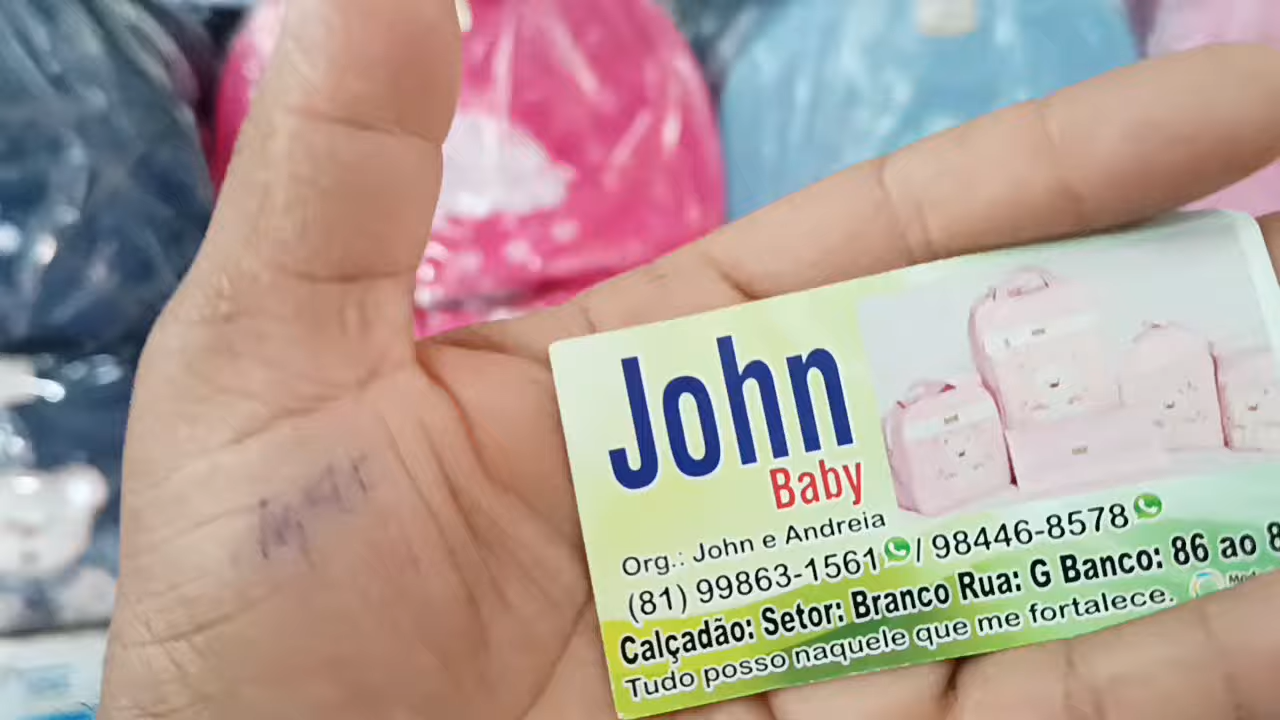 John
Baby
Org.: John e Andreia
(81) 99863-1561 / 98446-8578
Calçadão: Setor: Branco Rua: G Banco: 86 ao
Tudo posso naquele que me fortalece.